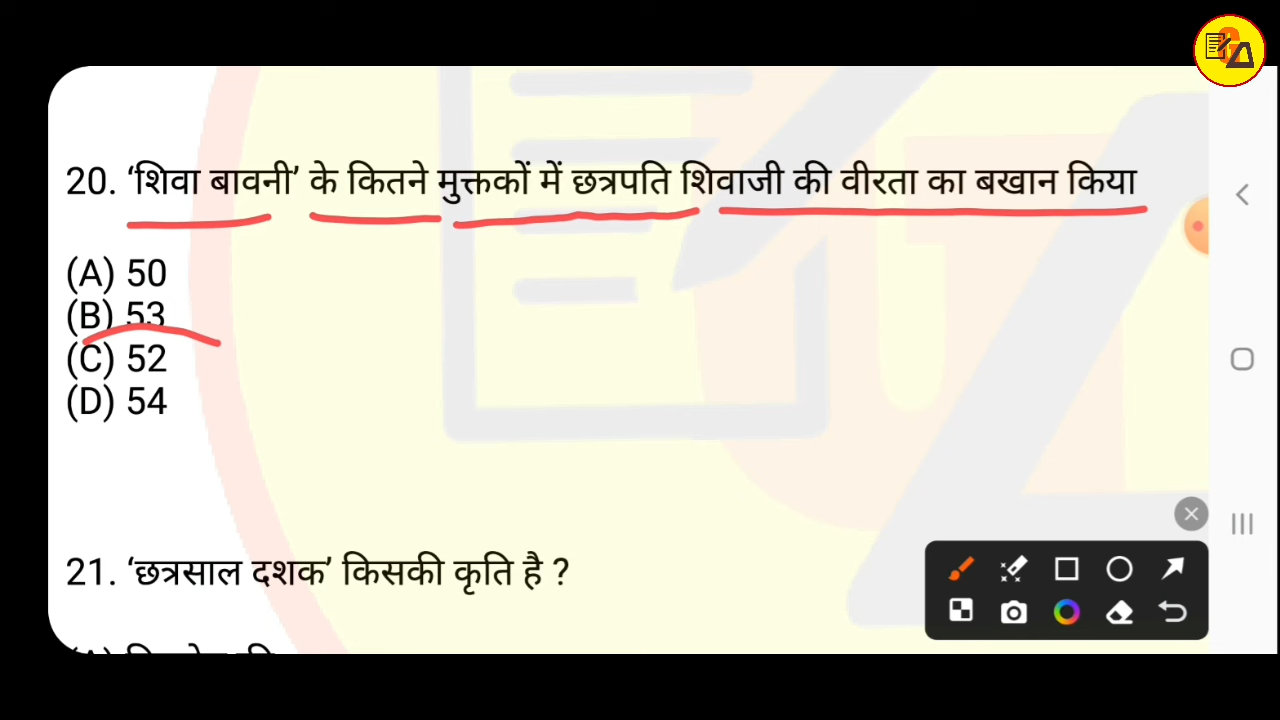 20. ‘शिवा बावनी’ के कितने मुक्तकों में छत्रपति शिवाजी की वीरता का बखान किया
(A) 50
(B) 53
(C) 52
(D) 54
21. ‘छत्रसाल दशक’ किसकी कृति है ?